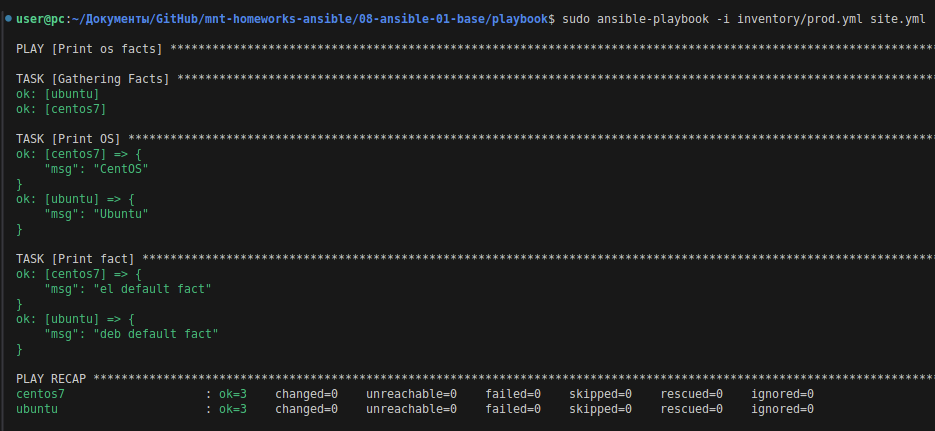 user@pc:~/Документы/GitHub/mnt-homeworks-ansible/08-ansible-01-base/playbook$ sudo ansible-playbook -i inventory/prod.yml site.yml
PLAY [Print os facts] ******************************************************************************************************************
TASK [Gathering Facts] *****************************************************************************************************************
ok: [ubuntu]
ok: [centos7]
TASK [Print OS] ************************************************************************************************************************
ok: [centos7] => {
    "msg": "CentOS"
}
ok: [ubuntu] => {
    "msg": "Ubuntu"
}
TASK [Print fact] **********************************************************************************************************************
ok: [centos7] => {
    "msg": "el default fact"
}
ok: [ubuntu] => {
    "msg": "deb default fact"
}
PLAY RECAP *****************************************************************************************************************************
centos7                    : ok=3    changed=0    unreachable=0    failed=0    skipped=0    rescued=0    ignored=0
ubuntu                     : ok=3    changed=0    unreachable=0    failed=0    skipped=0    rescued=0    ignored=0